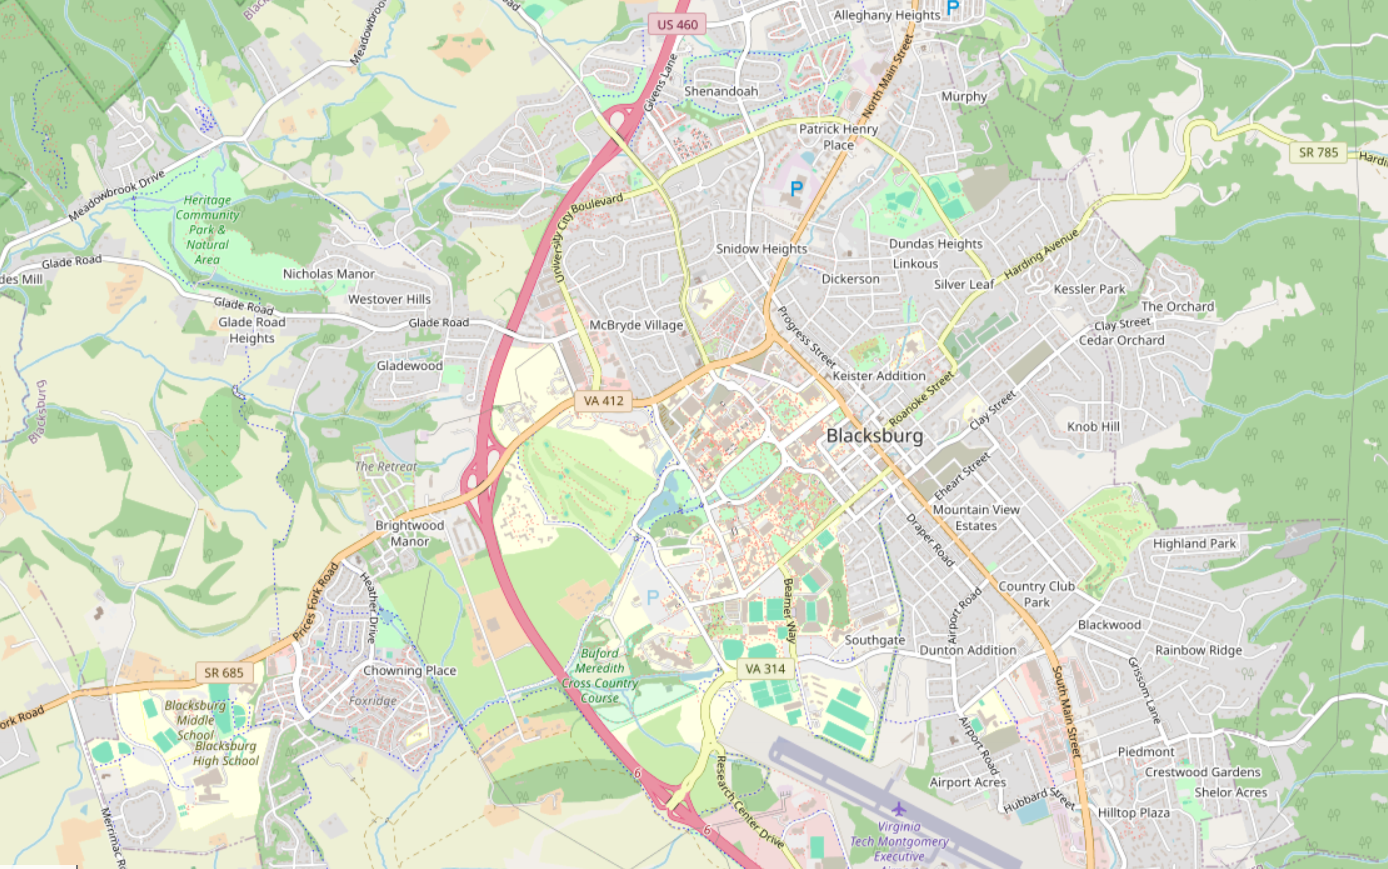 Alleghany Heights
P
US 460
Meadowbrook
North Main Street
Givens Lane
Shenandoah
Murphy
Patrick Henry
Place
SR 785
Meadowbrook Drive
P
Heritage
Community
Park &
Natural
Area
University City Boulevard
Snidow Heights
Dundas Heights
Linkous
Harding Avenue
Glade Road
Nicholas Manor
Dickerson
Silver Leaf
Kessler Park
des Mill
Westover Hills
Glade Road
The Orchard
Glade Road
Heights
Glade Road
McBryde Village
Progress Street
Clay Street
Cedar Orchard
Gladewood
Keister Addition
VA 412
Roanoke Street
Clay Street
Blacksburg
Blacksburg
Knob Hill
The Retreat
Eheart Street
Brightwood
Manor
Mountain View
Estates
Draper Road
Highland Park
Prices Fork Road
Heather Drive
P
Beamer Way
Country Club
Park
Airport Road
Blackwood
Southgate
Dunton Addition
Rainbow Ridge
SR 685
Chowning Place
Buford
Meredith
Cross Country
Course
VA 314
South Main Street
Grissom Lane
Foxridge
ork Road
Blacksburg
Middle
School
Blacksburg
High School
Airport Road
Piedmont
6
Research Center Drive
Airport Acres
Crestwood Gardens
Shelor Acres
Hubbard Street
Hilltop Plaza
Merrimac Ro
6
Virginia
Tech Montgomery
Executive